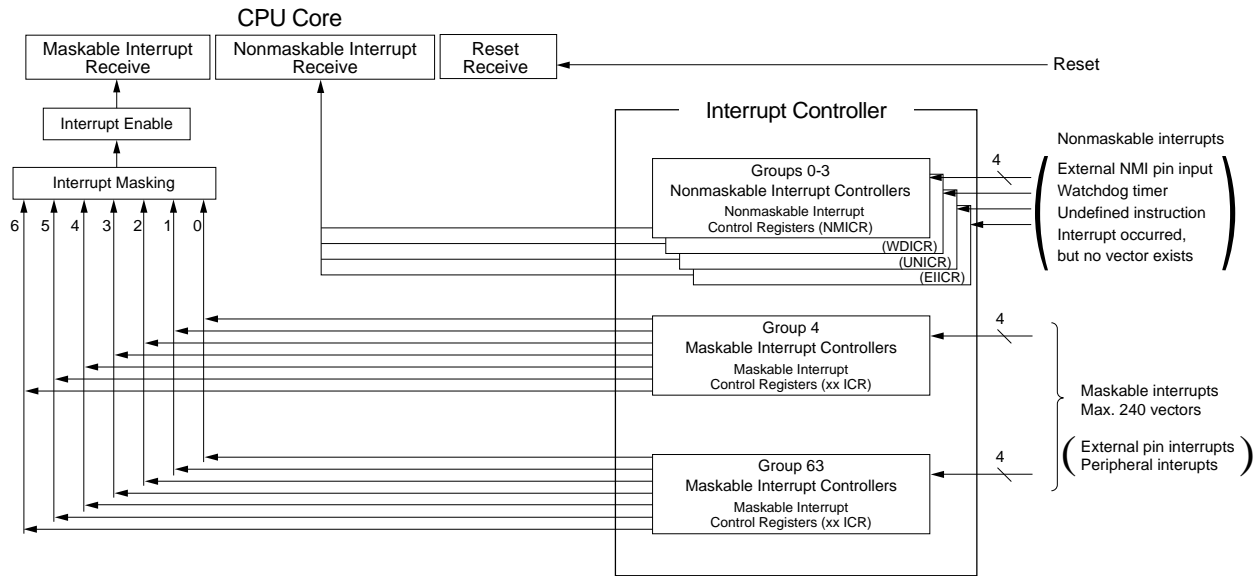 CPU Core
Maskable Interrupt
Receive
Nonmaskable Interrupt
Receive
Reset
Receive
Reset
Interrupt Enable
Interrupt Masking
6 5 4 3 2 1 0
Interrupt Controller
Groups 0-3
Nonmaskable Interrupt Controllers
Nonmaskable Interrupt
Control Registers (NMICR)
(WDICR)
(UNICR)
(EIICR)
4
Nonmaskable interrupts
External NMI pin input
Watchdog timer
Undefined instruction
Interrupt occurred,
but no vector exists
Group 4
Maskable Interrupt Controllers
Maskable Interrupt
Control Registers (xx ICR)
4
Maskable interrupts
Max. 240 vectors
(External pin interrupts
Peripheral interupts)
Group 63
Maskable Interrupt Controllers
Maskable Interrupt
Control Registers (xx ICR)
4